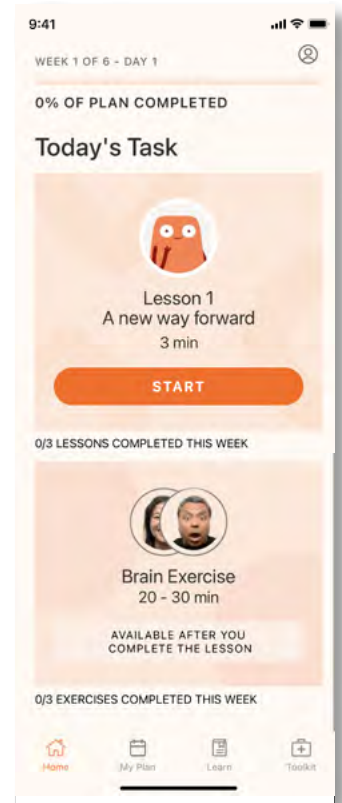 9:41
WEEK 1 OF 6 - DAY 1
0% OF PLAN COMPLETED
Today's Task
Lesson 1
A new way forward
3 min
START
0/3 LESSONS COMPLETED THIS WEEK
Brain Exercise
20 - 30 min
AVAILABLE AFTER YOU
COMPLETE THE LESSON
0/3 EXERCISES COMPLETED THIS WEEK
Home My Plan Learn Toolkit